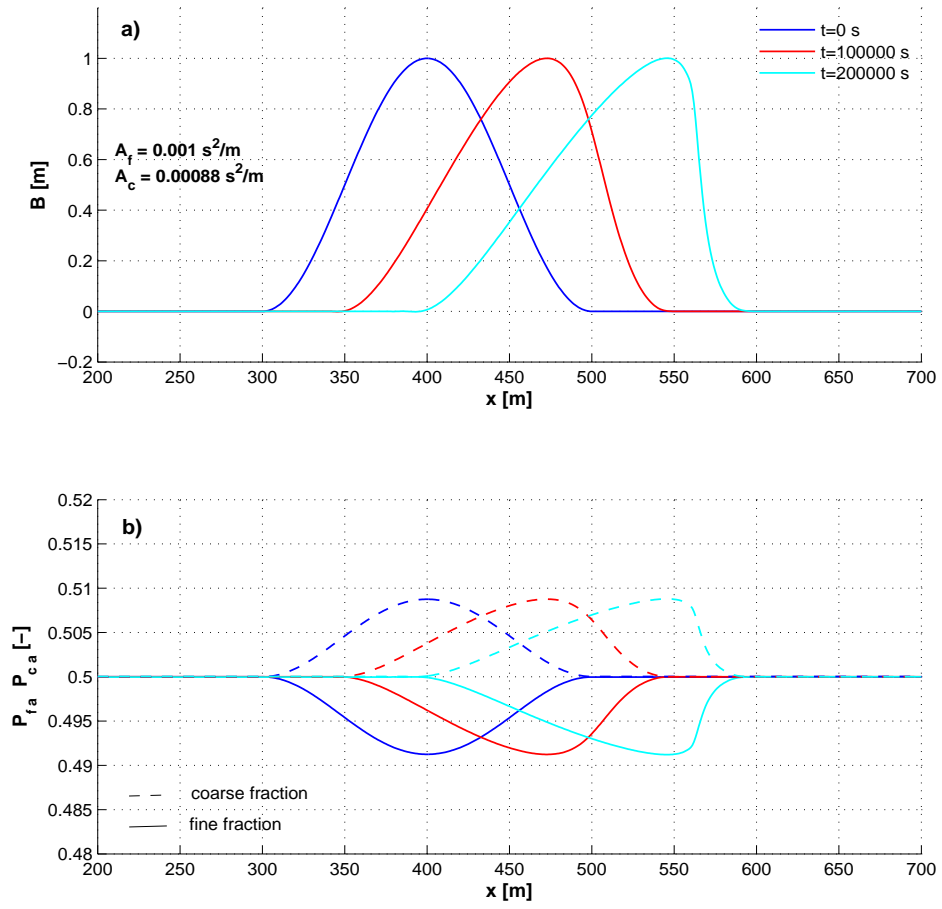 a)
t=0 s
t=100000 s
t=200000 s
A_f = 0.001 s^2/m
A_c = 0.00088 s^2/m
B [m]
1
0.8
0.6
0.4
0.2
0
−0.2
200 250 300 350 400 450 500 550 600 650 700
x [m]
b)
P_f a P_c a [−]
0.52
0.515
0.51
0.505
0.5
0.495
0.49
0.485
0.48
coarse fraction
fine fraction
200 250 300 350 400 450 500 550 600 650 700
x [m]